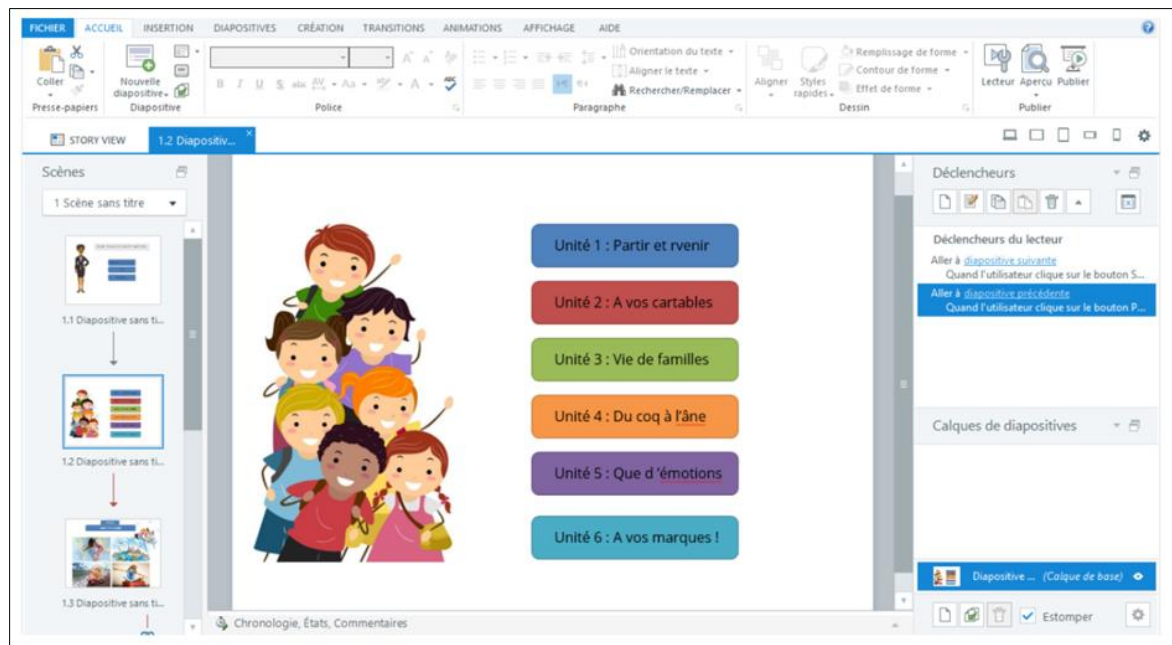 FICHIER ACCUEIL INSERTION DIAPOSITIVES CRÉATION TRANSITIONS ANIMATIONS AFFICHAGE AIDE
Coller
Nouvelle diapositive
Presse-papiers
Diapositive
B I U S abc AV Aa A
Police
Orientation du texte
Aligner le texte
Rechercher/Remplacer
Paragraphe
Aligner
Styles rapides
Remplissage de forme
Contour de forme
Effet de forme
Dessin
Lecteur Aperçu Publier
Publier
STORY VIEW
1.2 Diapositiv...
Scènes
1 Scène sans titre
1.1 Diapositive sans ti...
1.2 Diapositive sans ti...
1.3 Diapositive sans ti...
Unité 1 : Partir et rvenir
Unité 2 : A vos cartables
Unité 3 : Vie de familles
Unité 4 : Du coq à l'âne
Unité 5 : Que d 'émotions
Unité 6 : A vos marques !
Chronologie, États, Commentaires
Déclencheurs
Déclencheurs du lecteur
Aller à diapositive suivante
Quand l'utilisateur clique sur le bouton S...
Aller à diapositive précédente
Quand l'utilisateur clique sur le bouton P...
Calques de diapositives
Diapositive ... (Calque de base)
Estomper